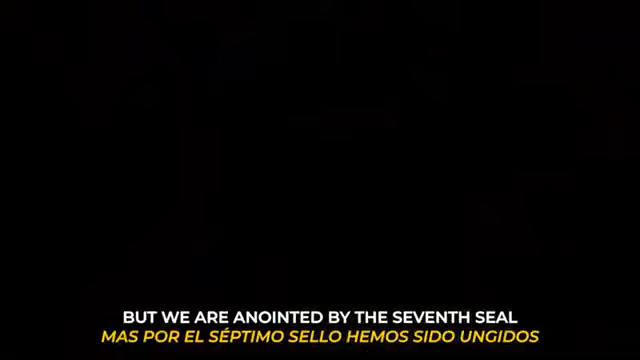 BUT WE ARE ANOINTED BY THE SEVENTH SEAL
MAS POR EL SÉPTIMO SELLO HEMOS SIDO UNGIDOS